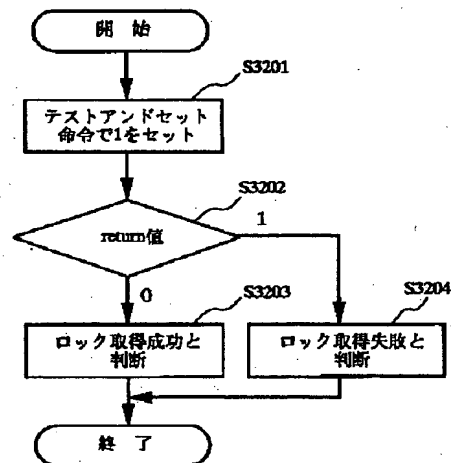 開 始
S3201
テストアンドセット
命令で1をセット
S3202
return値
1
0
S3203
S3204
ロック取得成功と
判断
ロック取得失敗と
判断
終 了